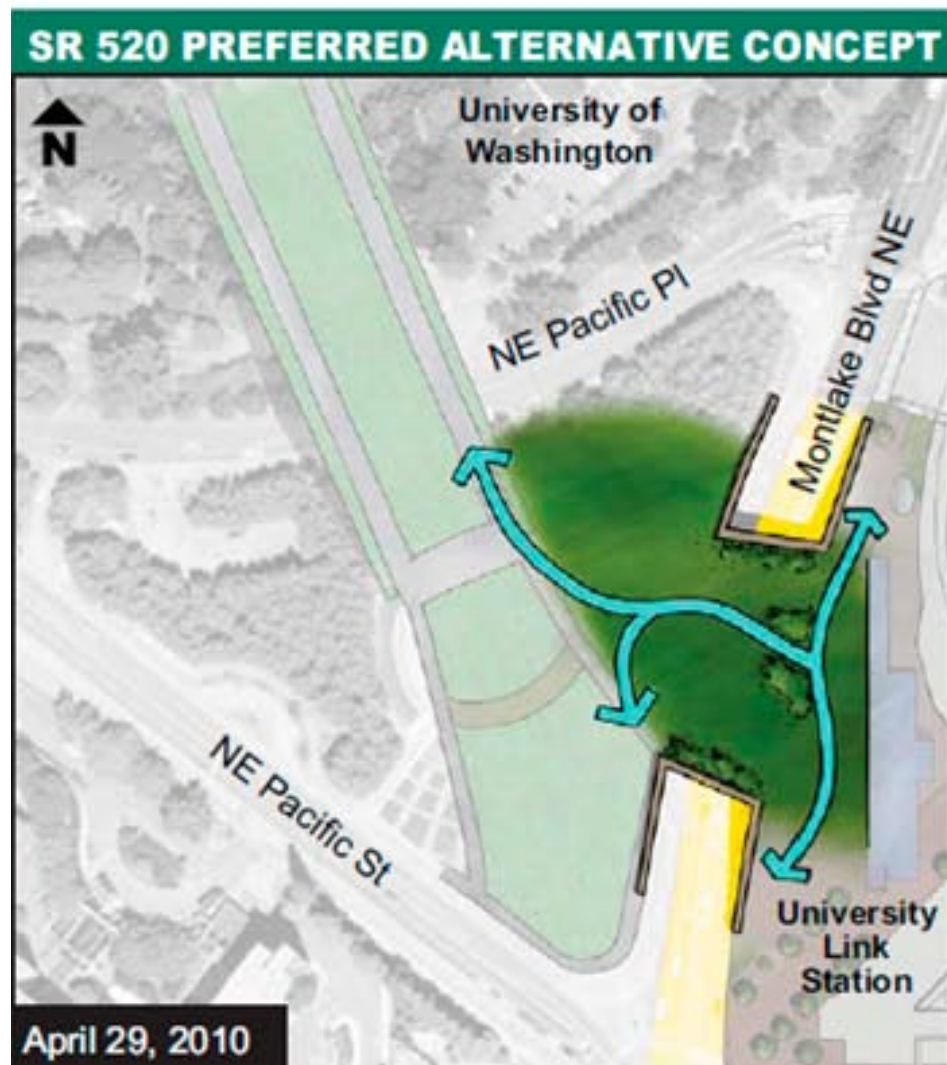 SR 520 PREFERRED ALTERNATIVE CONCEPT
N
University of
Washington
NE Pacific Pl
Montlake Blvd NE
NE Pacific St
University
Link
Station
April 29, 2010